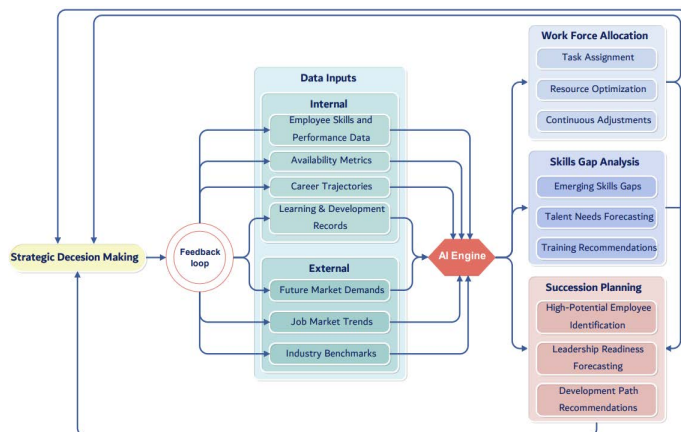 Work Force Allocation
Task Assignment
Resource Optimization
Continuous Adjustments
Data Inputs
Internal
Employee Skills and
Performance Data
Availability Metrics
Career Trajectories
Learning & Development
Records
External
Future Market Demands
Job Market Trends
Industry Benchmarks
Strategic Decesion Making
Feedback
loop
AI Engine
Skills Gap Analysis
Emerging Skills Gaps
Talent Needs Forecasting
Training Recommendations
Succession Planning
High-Potential Employee
Identification
Leadership Readiness
Forecasting
Development Path
Recommendations